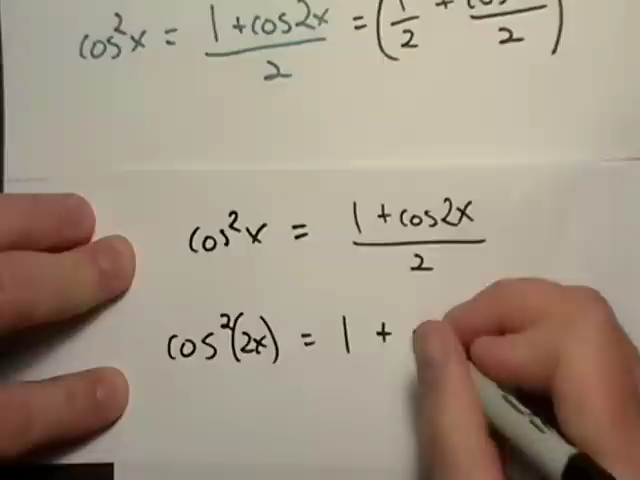 cos²x = 1 + cos2x / 2 = (1/2 + cos / 2)
cos²x = 1 + cos2x / 2
cos²(2x) = 1 +